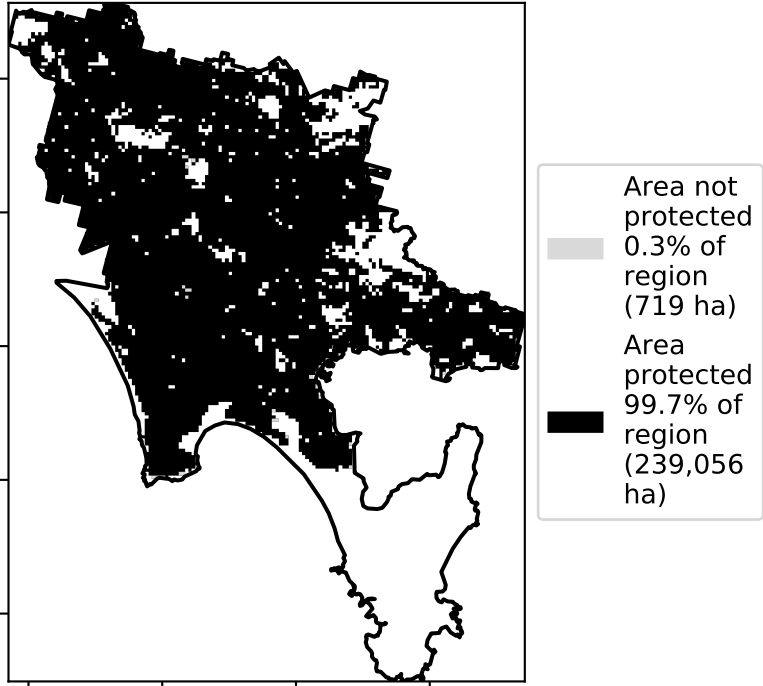 Area not
protected
0.3% of
region
(719 ha)
Area
protected
99.7% of
region
(239,056
ha)